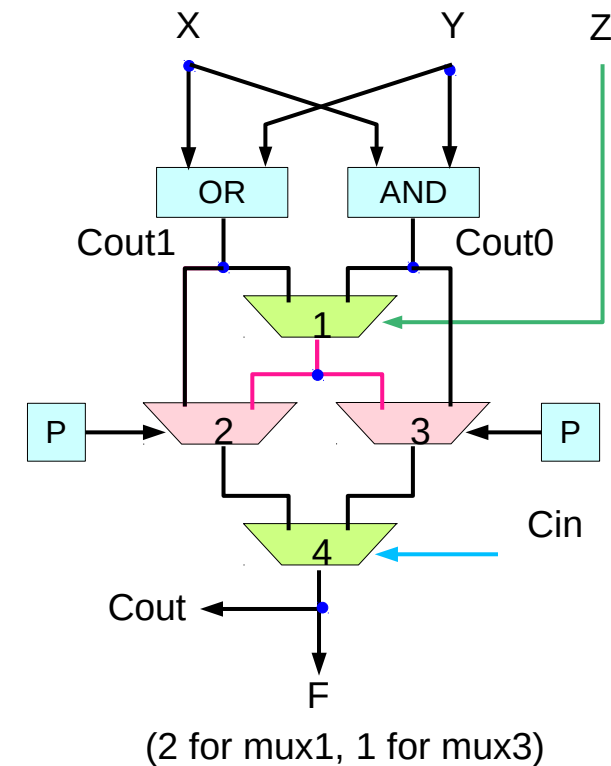 X Y Z
OR AND
Cout1 Cout0
1
P 2 3 P
Cin
4
Cout
F
(2 for mux1, 1 for mux3)